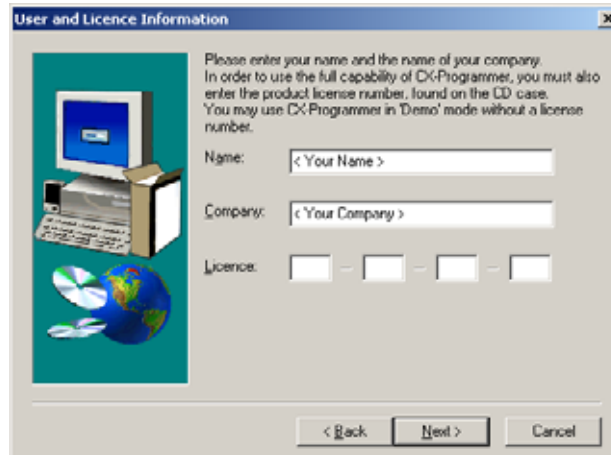 User and Licence Information
Please enter your name and the name of your company.
In order to use the full capability of CX-Programmer, you must also
enter the product license number, found on the CD case.
You may use CX-Programmer in 'Demo' mode without a license
number.
Name:
< Your Name >
Company:
< Your Company >
Licence:
< Back
Next >
Cancel